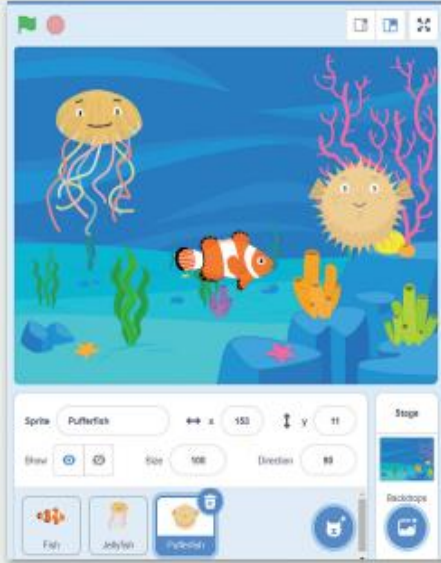 Sprite Pufferfish x 153 y 11
Stage
Show Size 100 Direction 90
Backdrops
Fish Jellyfish Pufferfish